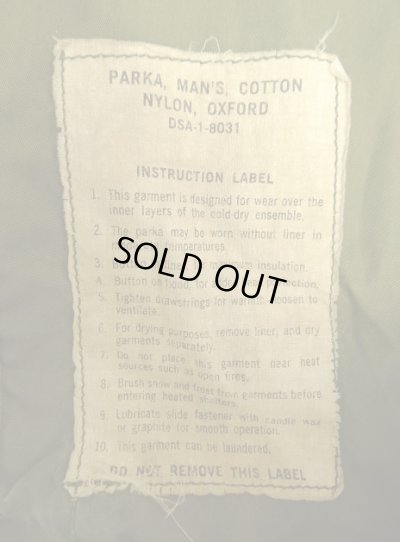 PARKA, MAN'S, COTTON
NYLON, OXFORD
DSA-1-8031
INSTRUCTION LABEL
1. This garment is designed for wear over the
inner layers of the cold-dry ensemble.
2. The parka may be worn without liner in
temperatures.
3. insulation.
SOLD OUT
4. Button on hood, for
5. Tighten drawstrings for warmth, loosen to
ventilate.
6. For drying purposes, remove liner, and dry
garments separately.
7. Do not place this garment near heat
sources such as open fires.
8. Brush snow and frost from garments before
entering heated shelters.
9. Lubricate slide fastener with candle wax
or graphite for smooth operation.
10. This garment can be laundered.
DO NOT REMOVE THIS LABEL